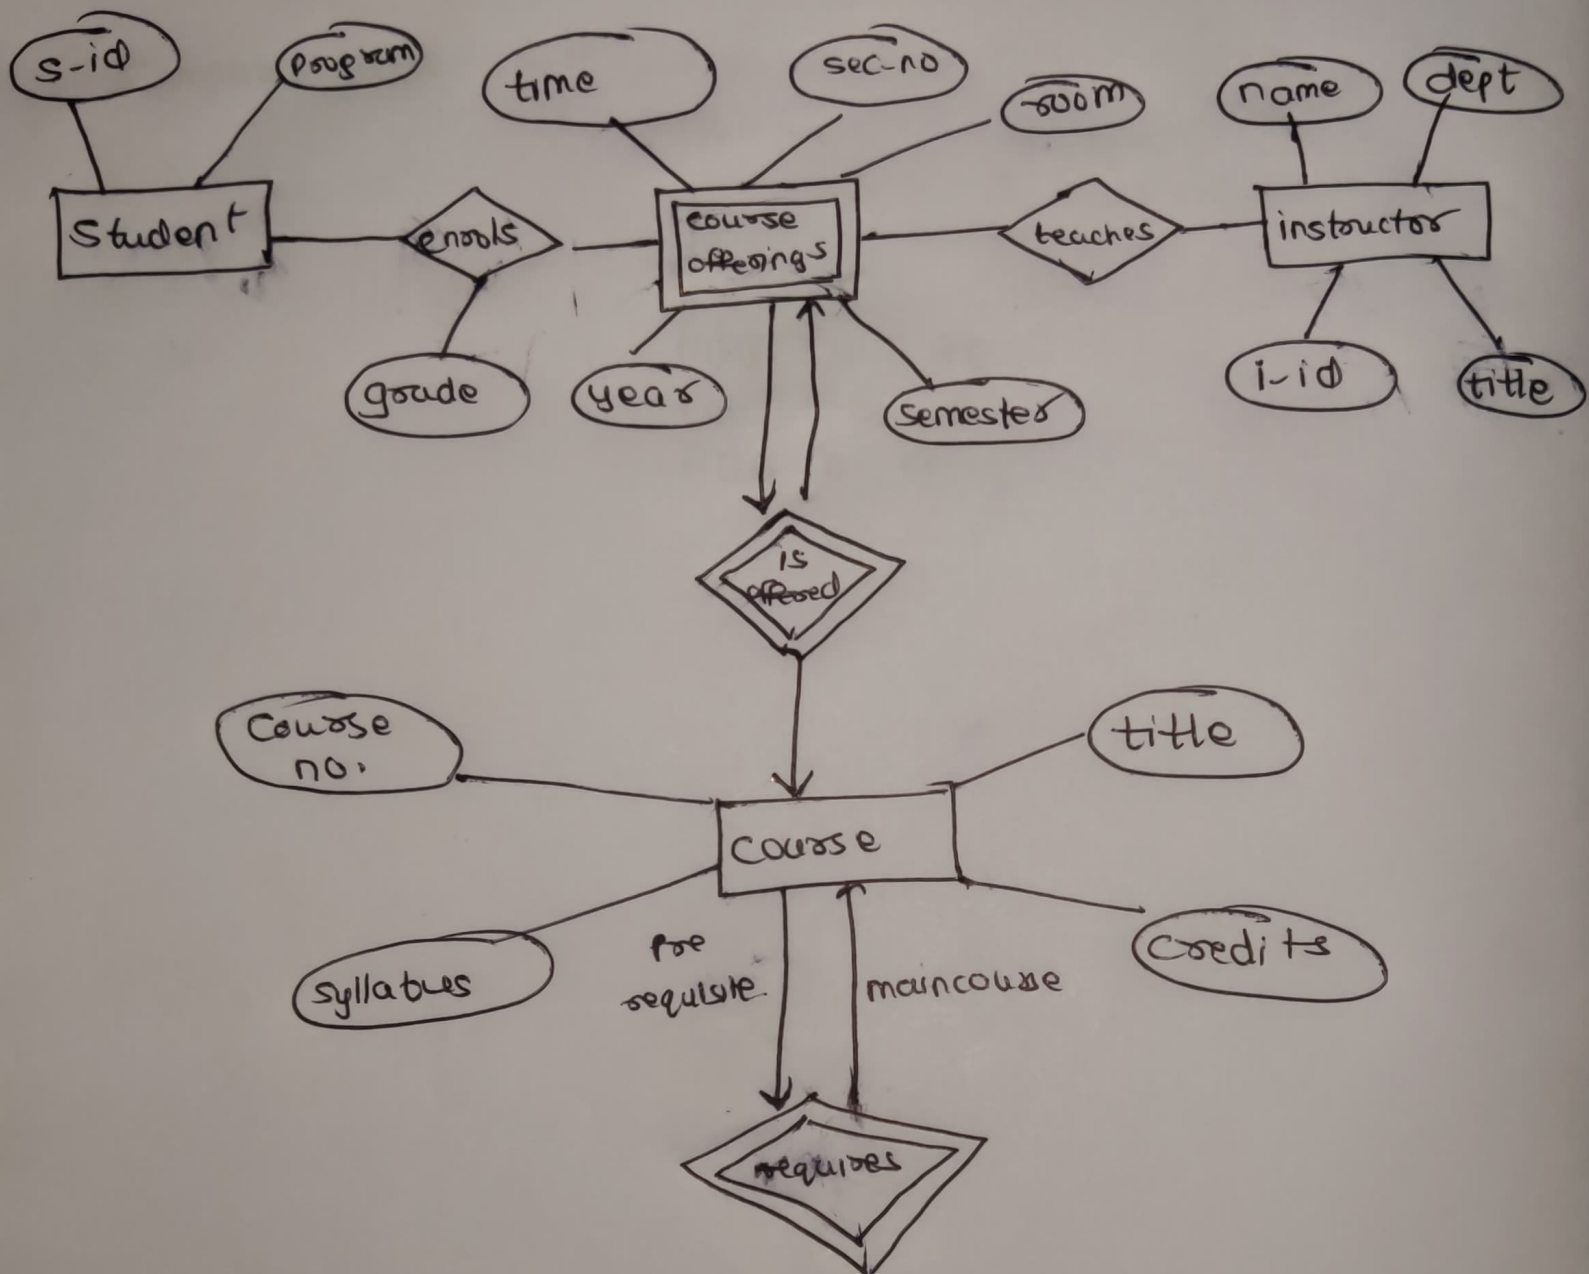 s-id
program
time
sec-no
room
name
dept
Student
enrols
course
offerings
teaches
instructor
grade
year
semester
i-id
title
is
offered
Course
no.
title
Course
syllabus
Pre
requisite
maincourse
credits
requires